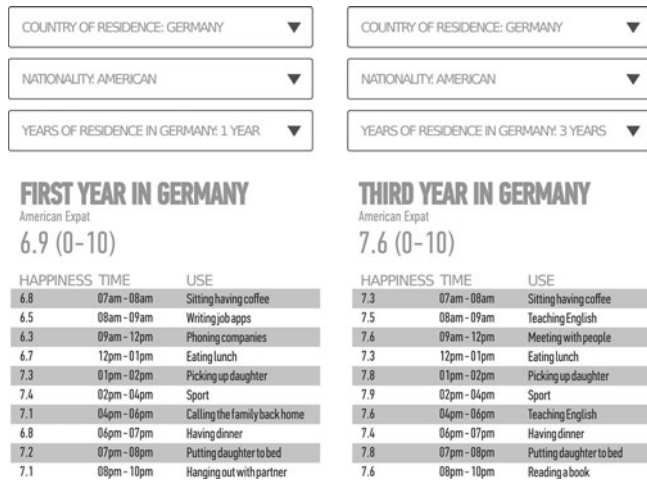 COUNTRY OF RESIDENCE: GERMANY
NATIONALITY: AMERICAN
YEARS OF RESIDENCE IN GERMANY: 1 YEAR
FIRST YEAR IN GERMANY
American Expat
6.9 (0-10)
HAPPINESS TIME USE
6.8 07am - 08am Sitting having coffee
6.5 08am - 09am Writing job apps
6.3 09am - 12pm Phoning companies
6.7 12pm - 01pm Eating lunch
7.3 01pm - 02pm Picking up daughter
7.4 02pm - 04pm Sport
7.1 04pm - 06pm Calling the family back home
6.8 06pm - 07pm Having dinner
7.2 07pm - 08pm Putting daughter to bed
7.1 08pm - 10pm Hanging out with partner
COUNTRY OF RESIDENCE: GERMANY
NATIONALITY: AMERICAN
YEARS OF RESIDENCE IN GERMANY: 3 YEARS
THIRD YEAR IN GERMANY
American Expat
7.6 (0-10)
HAPPINESS TIME USE
7.3 07am - 08am Sitting having coffee
7.5 08am - 09am Teaching English
7.6 09am - 12pm Meeting with people
7.3 12pm - 01pm Eating lunch
7.8 01pm - 02pm Picking up daughter
7.9 02pm - 04pm Sport
7.6 04pm - 06pm Teaching English
7.4 06pm - 07pm Having dinner
7.8 07pm - 08pm Putting daughter to bed
7.6 08pm - 10pm Reading a book